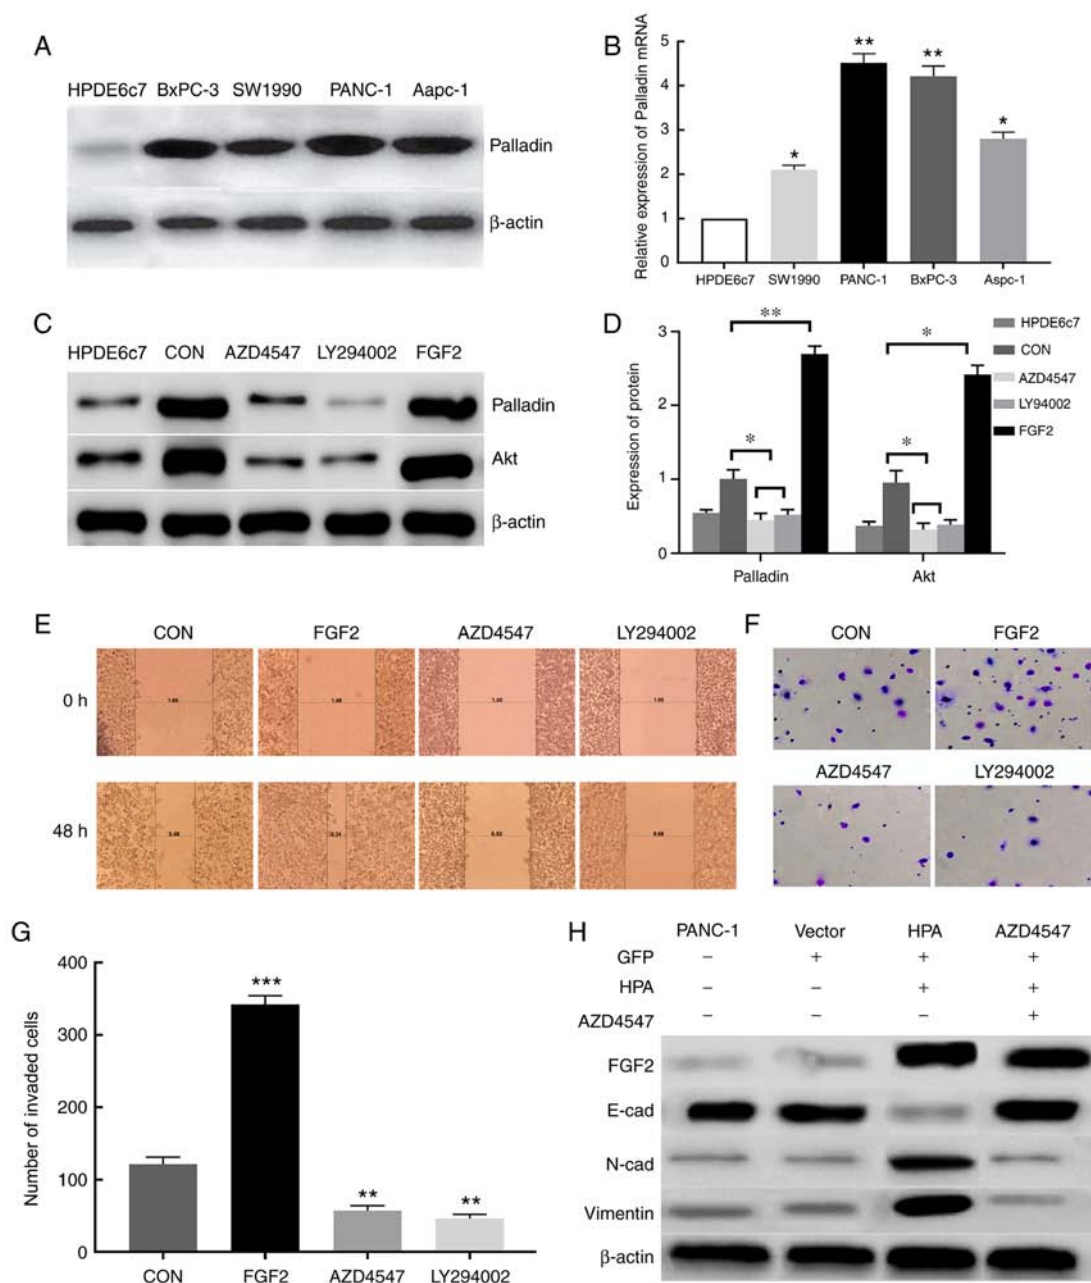 A
HPDE6c7 BxPC-3 SW1990 PANC-1 Aapc-1
Palladin
β-actin
B
Relative expression of Palladin mRNA
5
4
3
2
1
0
*
**
**
*
HPDE6c7 SW1990 PANC-1 BxPC-3 Aspc-1
C
HPDE6c7 CON AZD4547 LY294002 FGF2
Palladin
Akt
β-actin
D
Expression of protein
3
2
1
0
**
*
*
*
Palladin Akt
HPDE6c7
CON
AZD4547
LY94002
FGF2
E
CON FGF2 AZD4547 LY294002
0 h
48 h
F
CON FGF2
AZD4547 LY294002
G
Number of invaded cells
400
300
200
100
0
***
**
**
CON FGF2 AZD4547 LY294002
H
PANC-1 Vector HPA AZD4547
GFP − + + +
HPA − − + +
AZD4547 − − − +
FGF2
E-cad
N-cad
Vimentin
β-actin